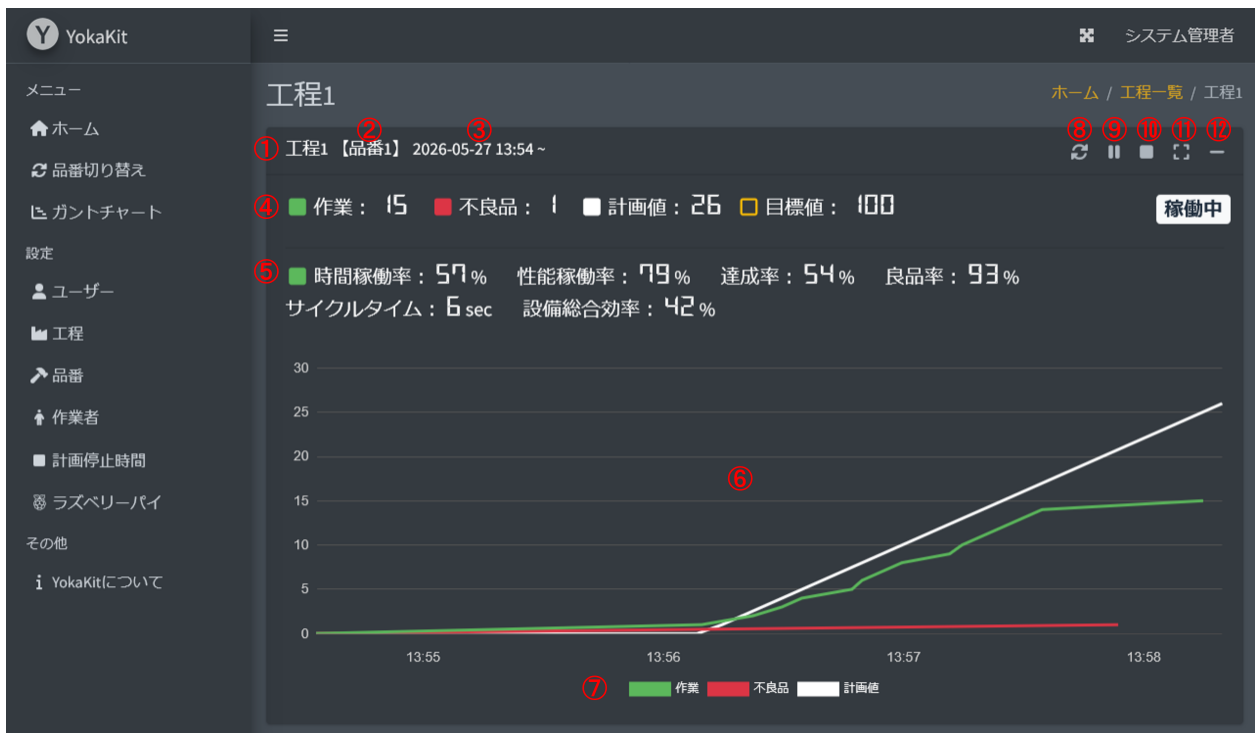 YokaKit
システム管理者
メニュー
ホーム
品番切り替え
ガントチャート
設定
ユーザー
工程
品番
作業者
計画停止時間
ラズベリーパイ
その他
YokaKitについて
工程1
ホーム / 工程一覧 / 工程1
① 工程1 ②【品番1】 ③ 2026-05-27 13:54 ~
⑧ ⑨ ⑩ ⑪ ⑫
④ 作業: 15 不良品: 1 計画値: 26 目標値: 100
稼働中
⑤ 時間稼働率: 57% 性能稼働率: 79% 達成率: 54% 良品率: 93%
サイクルタイム: 6 sec 設備総合効率: 42%
30
25
20
15
10
5
0
⑥
13:55 13:56 13:57 13:58
⑦ 作業 不良品 計画値